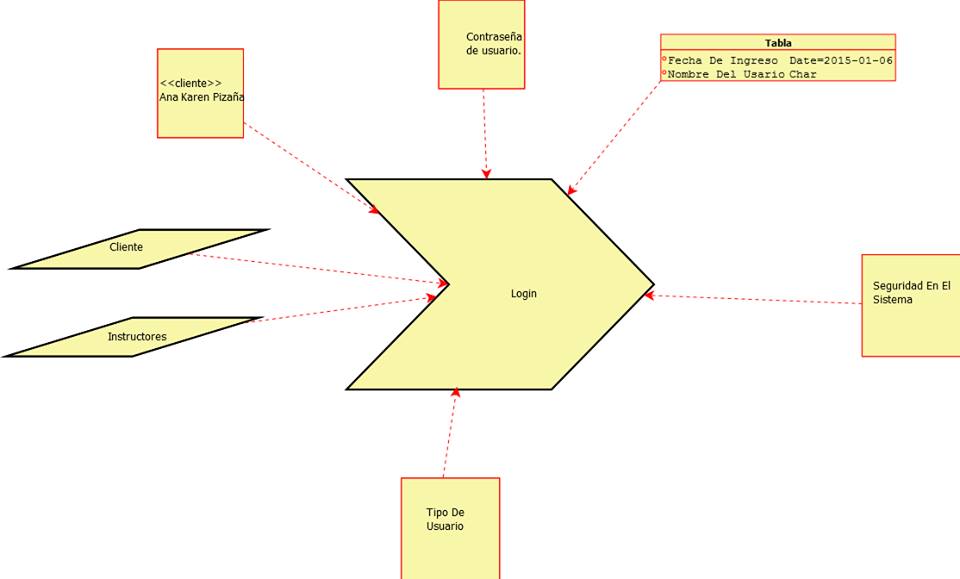 Contraseña
de usuario.
Tabla
Fecha De Ingreso Date=2015-01-06
Nombre Del Usario Char
<<cliente>>
Ana Karen Pizaña
Cliente
Instructores
Login
Seguridad En El
Sistema
Tipo De
Usuario